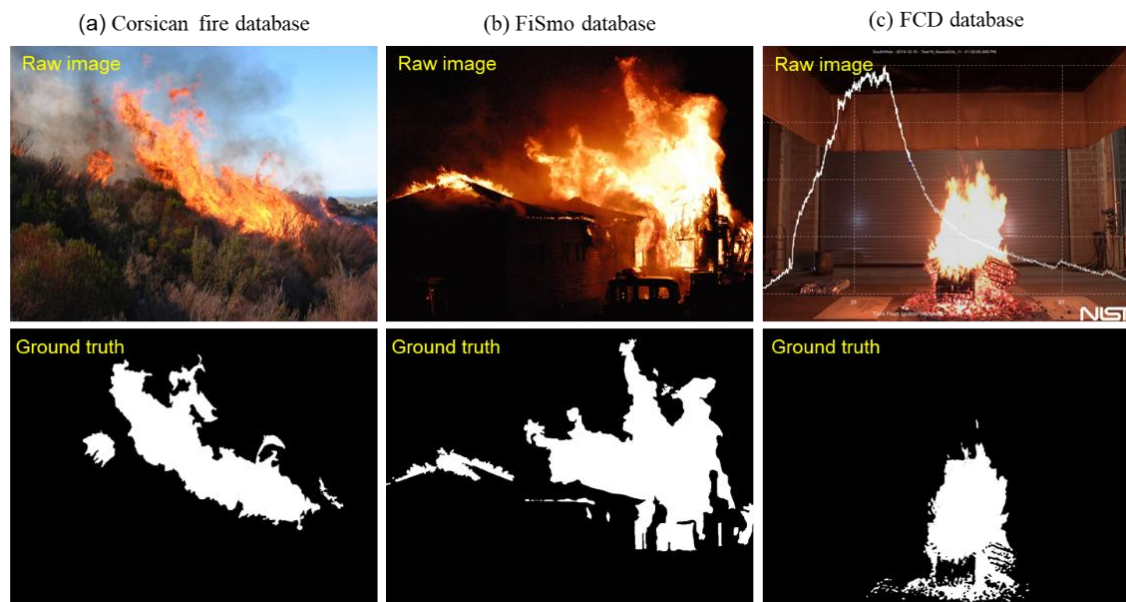 (a) Corsican fire database
(b) FiSmo database
(c) FCD database
Raw image
Raw image
Raw image
Ground truth
Ground truth
Ground truth
NIST